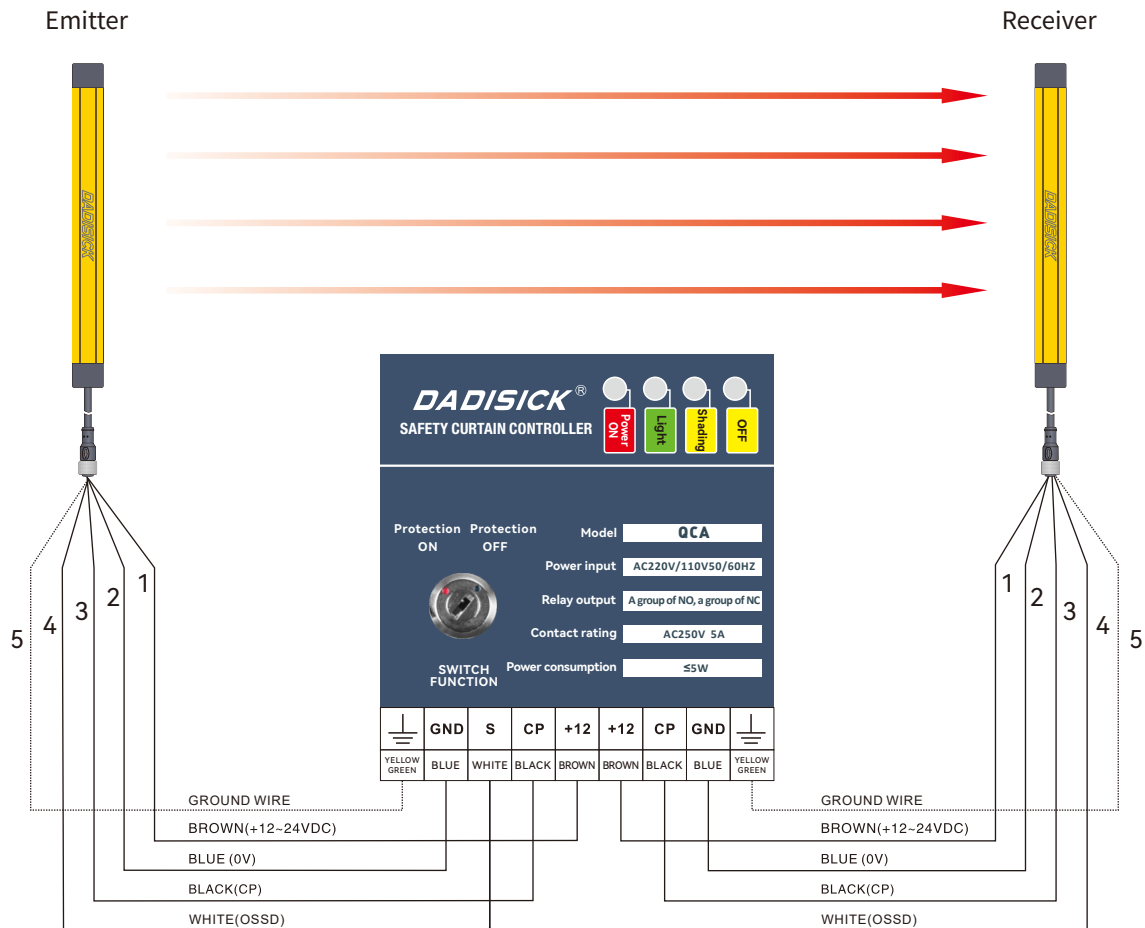 Emitter
Receiver
DADISICK
DADISICK
DADISICK®
SAFETY CURTAIN CONTROLLER
Power ON
Light
Shading
OFF
Protection ON
Protection OFF
SWITCH FUNCTION
Model QCA
Power input AC220V/110V50/60HZ
Relay output A group of NO, a group of NC
Contact rating AC250V 5A
Power consumption ≤5W
GND S CP +12 +12 CP GND
YELLOW GREEN BLUE WHITE BLACK BROWN BROWN BLACK BLUE YELLOW GREEN
5 4 3 2 1
1 2 3 4 5
GROUND WIRE
BROWN(+12~24VDC)
BLUE (0V)
BLACK(CP)
WHITE(OSSD)
GROUND WIRE
BROWN(+12~24VDC)
BLUE (0V)
BLACK(CP)
WHITE(OSSD)